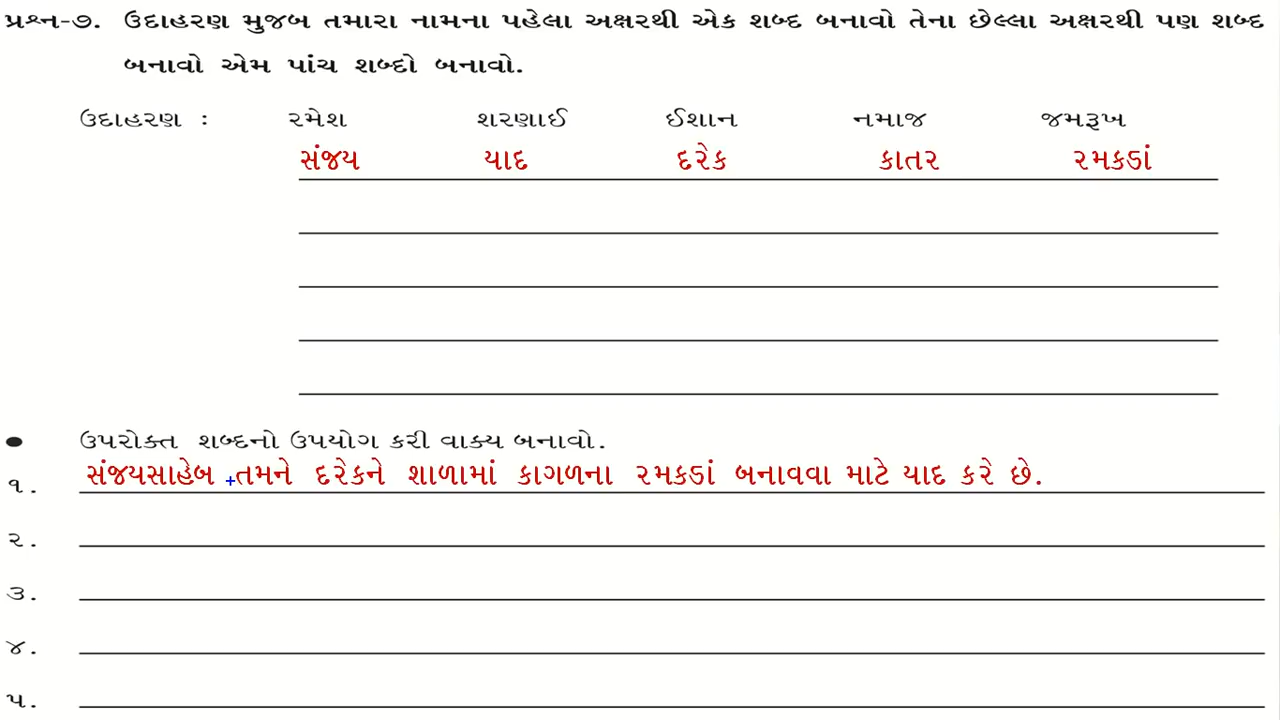 પ્રશ્ન-૭. ઉદાહરણ મુજબ તમારા નામના પહેલા અક્ષરથી એક શબ્દ બનાવો તેના છેલ્લા અક્ષરથી પણ શબ્દ
બનાવો એમ પાંચ શબ્દો બનાવો.
ઉદાહરણ : રમેશ શરણાઈ ઈશાન નમાજ જમરૂખ
સંજય યાદ દરેક કાતર રમકડાં
• ઉપરોક્ત શબ્દનો ઉપયોગ કરી વાક્ય બનાવો.
૧. સંજયસાહેબ તમને દરેકને શાળામાં કાગળના રમકડાં બનાવવા માટે યાદ કરે છે.
૨.
૩.
૪.
૫.